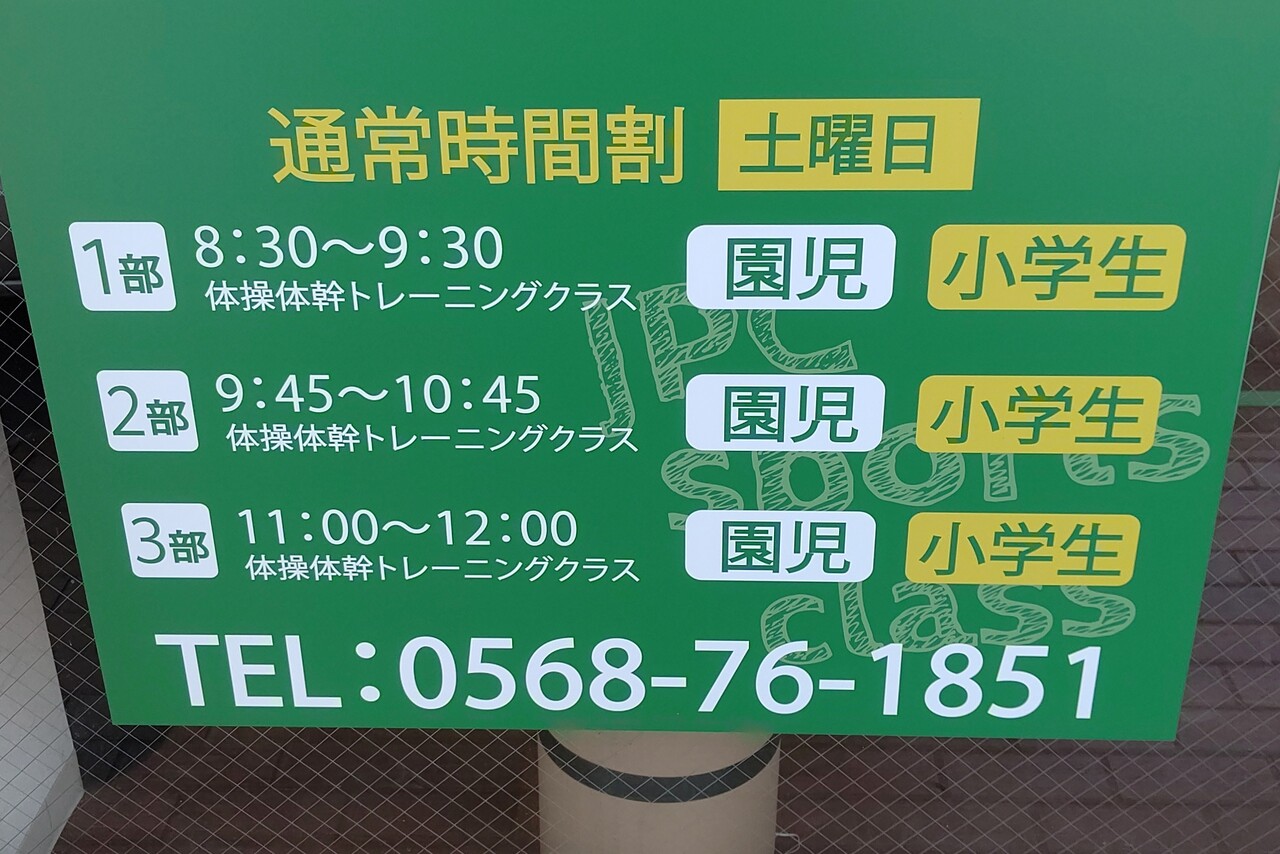 通常時間割 土曜日
1部 8：30〜9：30 園児 小学生
体操体幹トレーニングクラス
2部 9：45〜10：45 園児 小学生
体操体幹トレーニングクラス
3部 11：00〜12：00 園児 小学生
体操体幹トレーニングクラス
JPC
sports
class
TEL：0568-76-1851